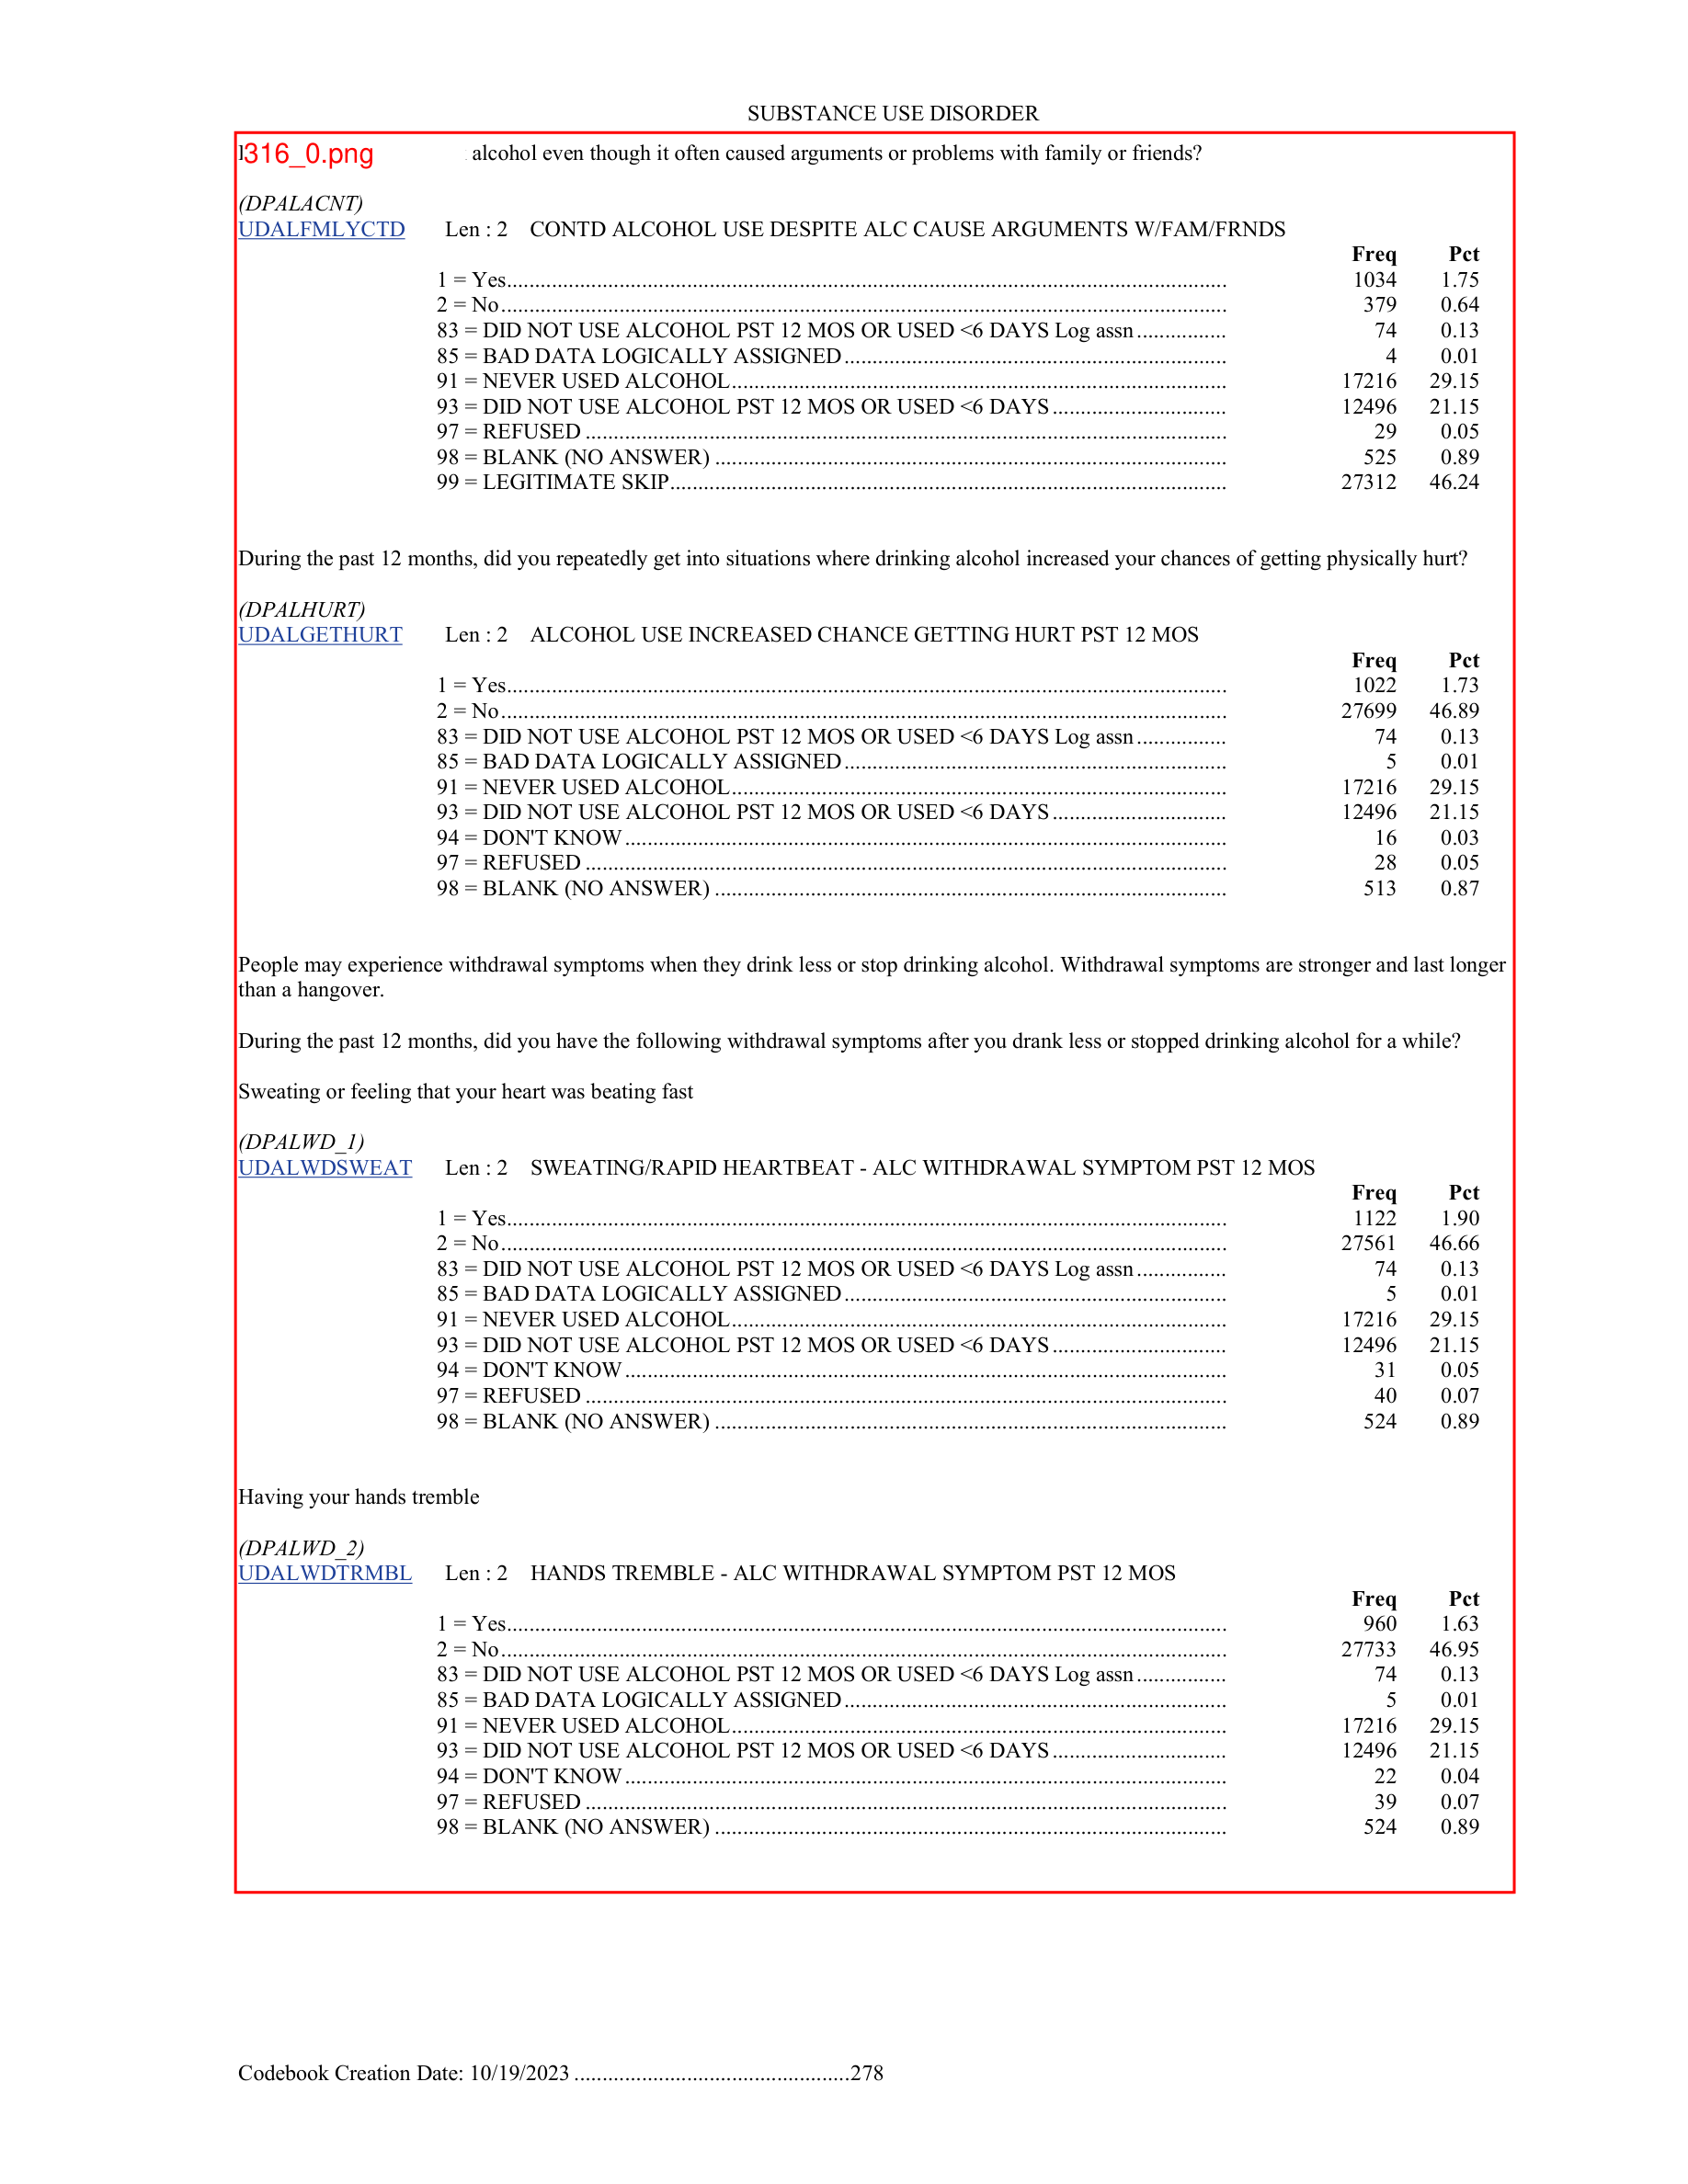 SUBSTANCE USE DISORDER
316_0.png alcohol even though it often caused arguments or problems with family or friends?
(DPALACNT)
UDALFMLYCTD Len : 2 CONTD ALCOHOL USE DESPITE ALC CAUSE ARGUMENTS W/FAM/FRNDS
Freq Pct
1 = Yes 1034 1.75
2 = No 379 0.64
83 = DID NOT USE ALCOHOL PST 12 MOS OR USED <6 DAYS Log assn 74 0.13
85 = BAD DATA LOGICALLY ASSIGNED 4 0.01
91 = NEVER USED ALCOHOL 17216 29.15
93 = DID NOT USE ALCOHOL PST 12 MOS OR USED <6 DAYS 12496 21.15
97 = REFUSED 29 0.05
98 = BLANK (NO ANSWER) 525 0.89
99 = LEGITIMATE SKIP 27312 46.24
During the past 12 months, did you repeatedly get into situations where drinking alcohol increased your chances of getting physically hurt?
(DPALHURT)
UDALGETHURT Len : 2 ALCOHOL USE INCREASED CHANCE GETTING HURT PST 12 MOS
Freq Pct
1 = Yes 1022 1.73
2 = No 27699 46.89
83 = DID NOT USE ALCOHOL PST 12 MOS OR USED <6 DAYS Log assn 74 0.13
85 = BAD DATA LOGICALLY ASSIGNED 5 0.01
91 = NEVER USED ALCOHOL 17216 29.15
93 = DID NOT USE ALCOHOL PST 12 MOS OR USED <6 DAYS 12496 21.15
94 = DON'T KNOW 16 0.03
97 = REFUSED 28 0.05
98 = BLANK (NO ANSWER) 513 0.87
People may experience withdrawal symptoms when they drink less or stop drinking alcohol. Withdrawal symptoms are stronger and last longer
than a hangover.
During the past 12 months, did you have the following withdrawal symptoms after you drank less or stopped drinking alcohol for a while?
Sweating or feeling that your heart was beating fast
(DPALWD_1)
UDALWDSWEAT Len : 2 SWEATING/RAPID HEARTBEAT - ALC WITHDRAWAL SYMPTOM PST 12 MOS
Freq Pct
1 = Yes 1122 1.90
2 = No 27561 46.66
83 = DID NOT USE ALCOHOL PST 12 MOS OR USED <6 DAYS Log assn 74 0.13
85 = BAD DATA LOGICALLY ASSIGNED 5 0.01
91 = NEVER USED ALCOHOL 17216 29.15
93 = DID NOT USE ALCOHOL PST 12 MOS OR USED <6 DAYS 12496 21.15
94 = DON'T KNOW 31 0.05
97 = REFUSED 40 0.07
98 = BLANK (NO ANSWER) 524 0.89
Having your hands tremble
(DPALWD_2)
UDALWDTRMBL Len : 2 HANDS TREMBLE - ALC WITHDRAWAL SYMPTOM PST 12 MOS
Freq Pct
1 = Yes 960 1.63
2 = No 27733 46.95
83 = DID NOT USE ALCOHOL PST 12 MOS OR USED <6 DAYS Log assn 74 0.13
85 = BAD DATA LOGICALLY ASSIGNED 5 0.01
91 = NEVER USED ALCOHOL 17216 29.15
93 = DID NOT USE ALCOHOL PST 12 MOS OR USED <6 DAYS 12496 21.15
94 = DON'T KNOW 22 0.04
97 = REFUSED 39 0.07
98 = BLANK (NO ANSWER) 524 0.89
Codebook Creation Date: 10/19/2023 278